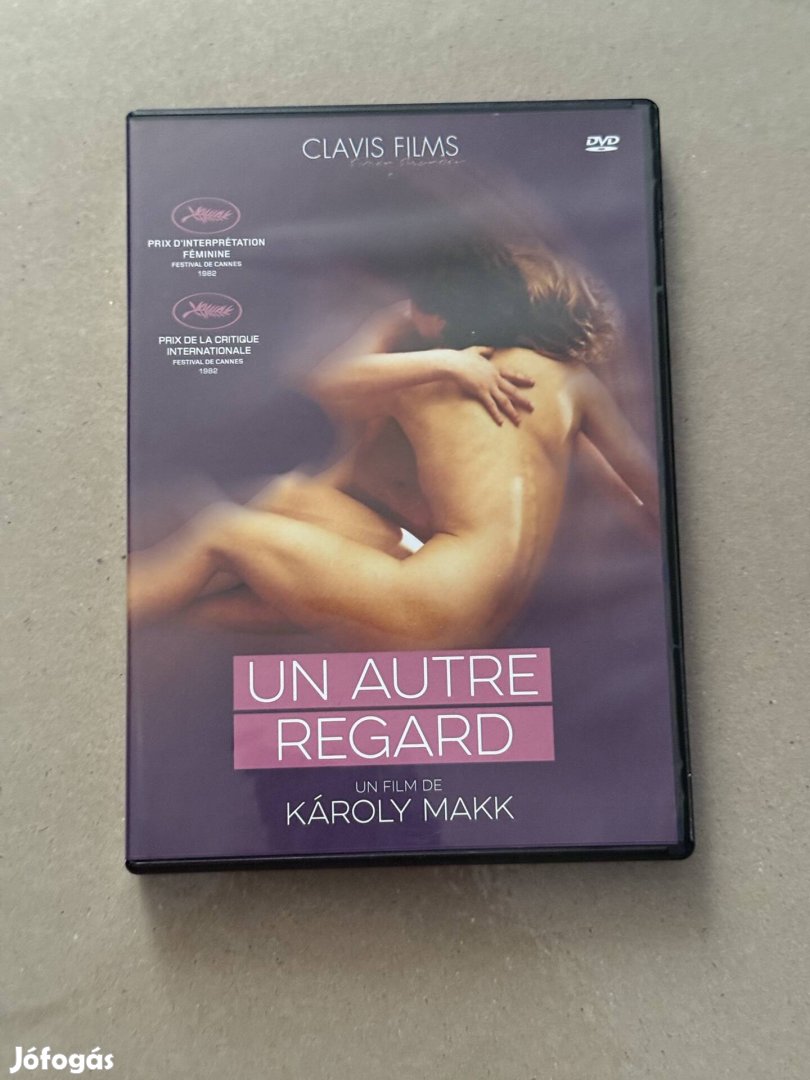 CLAVIS FILMS
DVD
PRIX D'INTERPRÉTATION
FÉMININE
FESTIVAL DE CANNES
1982
PRIX DE LA CRITIQUE
INTERNATIONALE
FESTIVAL DE CANNES
1982
UN AUTRE
REGARD
UN FILM DE
KÁROLY MAKK
Jófogás